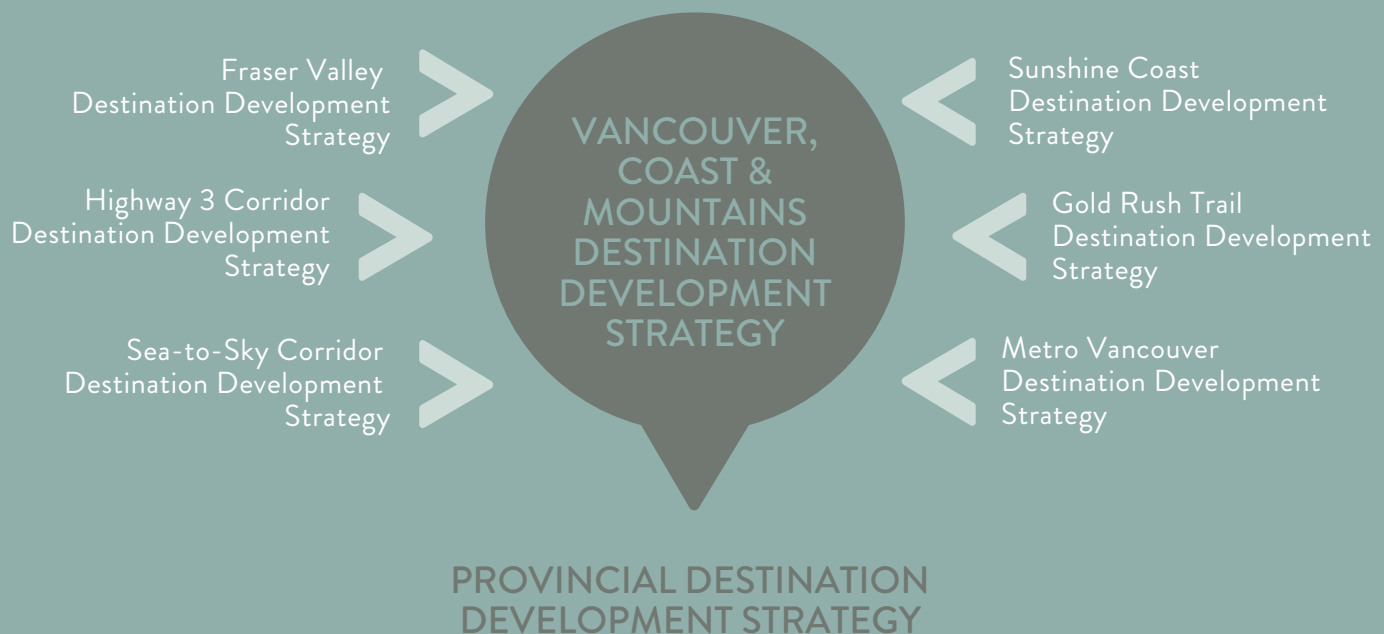 Fraser Valley
Destination Development
Strategy
Highway 3 Corridor
Destination Development
Strategy
Sea-to-Sky Corridor
Destination Development
Strategy
VANCOUVER,
COAST &
MOUNTAINS
DESTINATION
DEVELOPMENT
STRATEGY
Sunshine Coast
Destination Development
Strategy
Gold Rush Trail
Destination Development
Strategy
Metro Vancouver
Destination Development
Strategy
PROVINCIAL DESTINATION
DEVELOPMENT STRATEGY